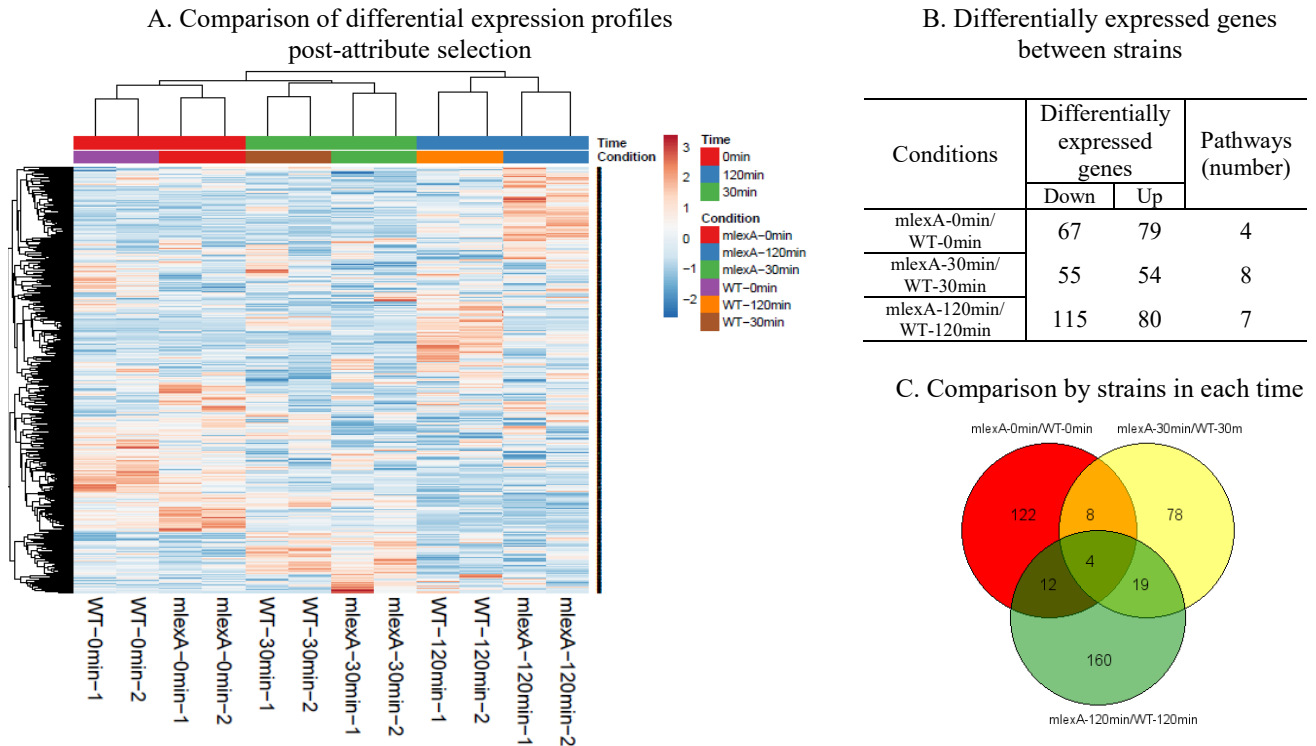 A. Comparison of differential expression profiles
post-attribute selection
Time
Condition
3
2
1
0
−1
−2
Time
0min
120min
30min
Condition
mlexA−0min
mlexA−120min
mlexA−30min
WT−0min
WT−120min
WT−30min
WT−0min−1
WT−0min−2
mlexA−0min−1
mlexA−0min−2
WT−30min−1
WT−30min−2
mlexA−30min−1
mlexA−30min−2
WT−120min−1
WT−120min−2
mlexA−120min−1
mlexA−120min−2
B. Differentially expressed genes
between strains
Conditions
Differentially
expressed
genes
Pathways
(number)
Down Up
mlexA-0min/
WT-0min
67 79 4
mlexA-30min/
WT-30min
55 54 8
mlexA-120min/
WT-120min
115 80 7
C. Comparison by strains in each time
mlexA-0min/WT-0min mlexA-30min/WT-30m
122 8 78
4
12 19
160
mlexA-120min/WT-120min